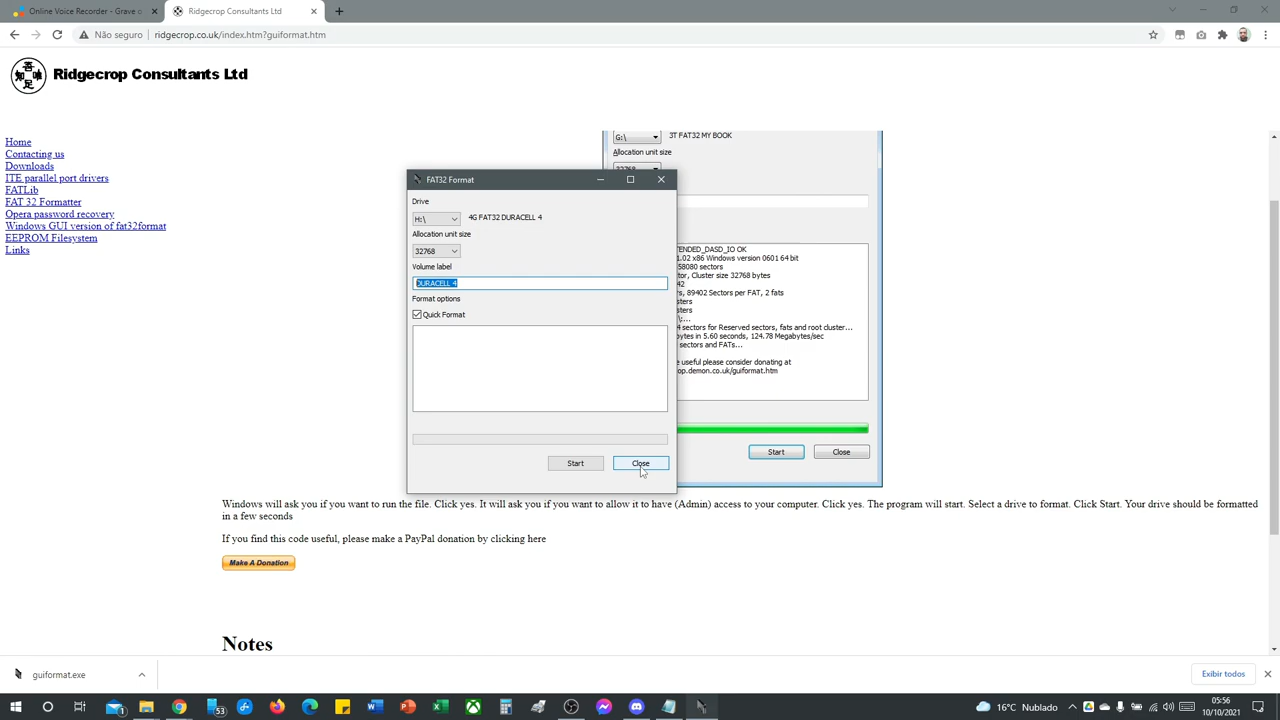 Online Voice Recorder - Grave o
Ridgecrop Consultants Ltd
Não seguro
ridgecrop.co.uk/index.htm?guiformat.htm
Ridgecrop Consultants Ltd
Home
Contacting us
Downloads
ITE parallel port drivers
FATLib
FAT 32 Formatter
Opera password recovery
Windows GUI version of fat32format
EEPROM Filesystem
Links
G:\
3T FAT32 MY BOOK
Allocation unit size
32768
FAT32 Format
Drive
H:\
4G FAT32 DURACELL 4
Allocation unit size
32768
Volume label
DURACELL 4
Format options
Quick Format
Start
Close
TENDED_DASD_IO OK
1.02 x86 Windows version 0601 64 bit
58080 sectors
tor, Cluster size 32768 bytes
42
rs, 89402 Sectors per FAT, 2 fats
sters
ters
:\:...
4 sectors for Reserved sectors, fats and root cluster...
bytes in 5.60 seconds, 124.78 Megabytes/sec
sectors and FATs...
e useful please consider donating at
op.demon.co.uk/guiformat.htm
Start
Close
Windows will ask you if you want to run the file. Click yes. It will ask you if you want to allow it to have (Admin) access to your computer. Click yes. The program will start. Select a drive to format. Click Start. Your drive should be formatted
in a few seconds
If you find this code useful, please make a PayPal donation by clicking here
Make A Donation
Notes
guiformat.exe
Exibir todos
1
53
16°C Nublado
05:56
10/10/2021